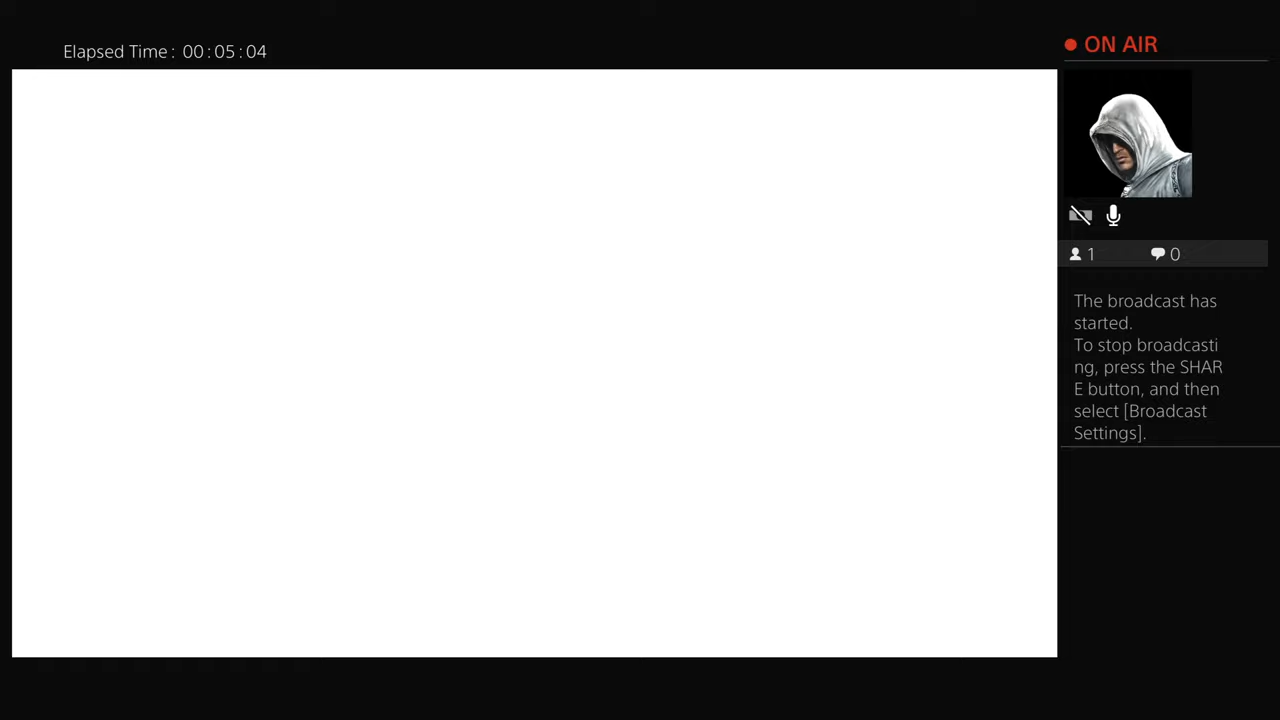 Elapsed Time: 00:05:04
ON AIR
1
0
The broadcast has
started.
To stop broadcasti
ng, press the SHAR
E button, and then
select [Broadcast
Settings].